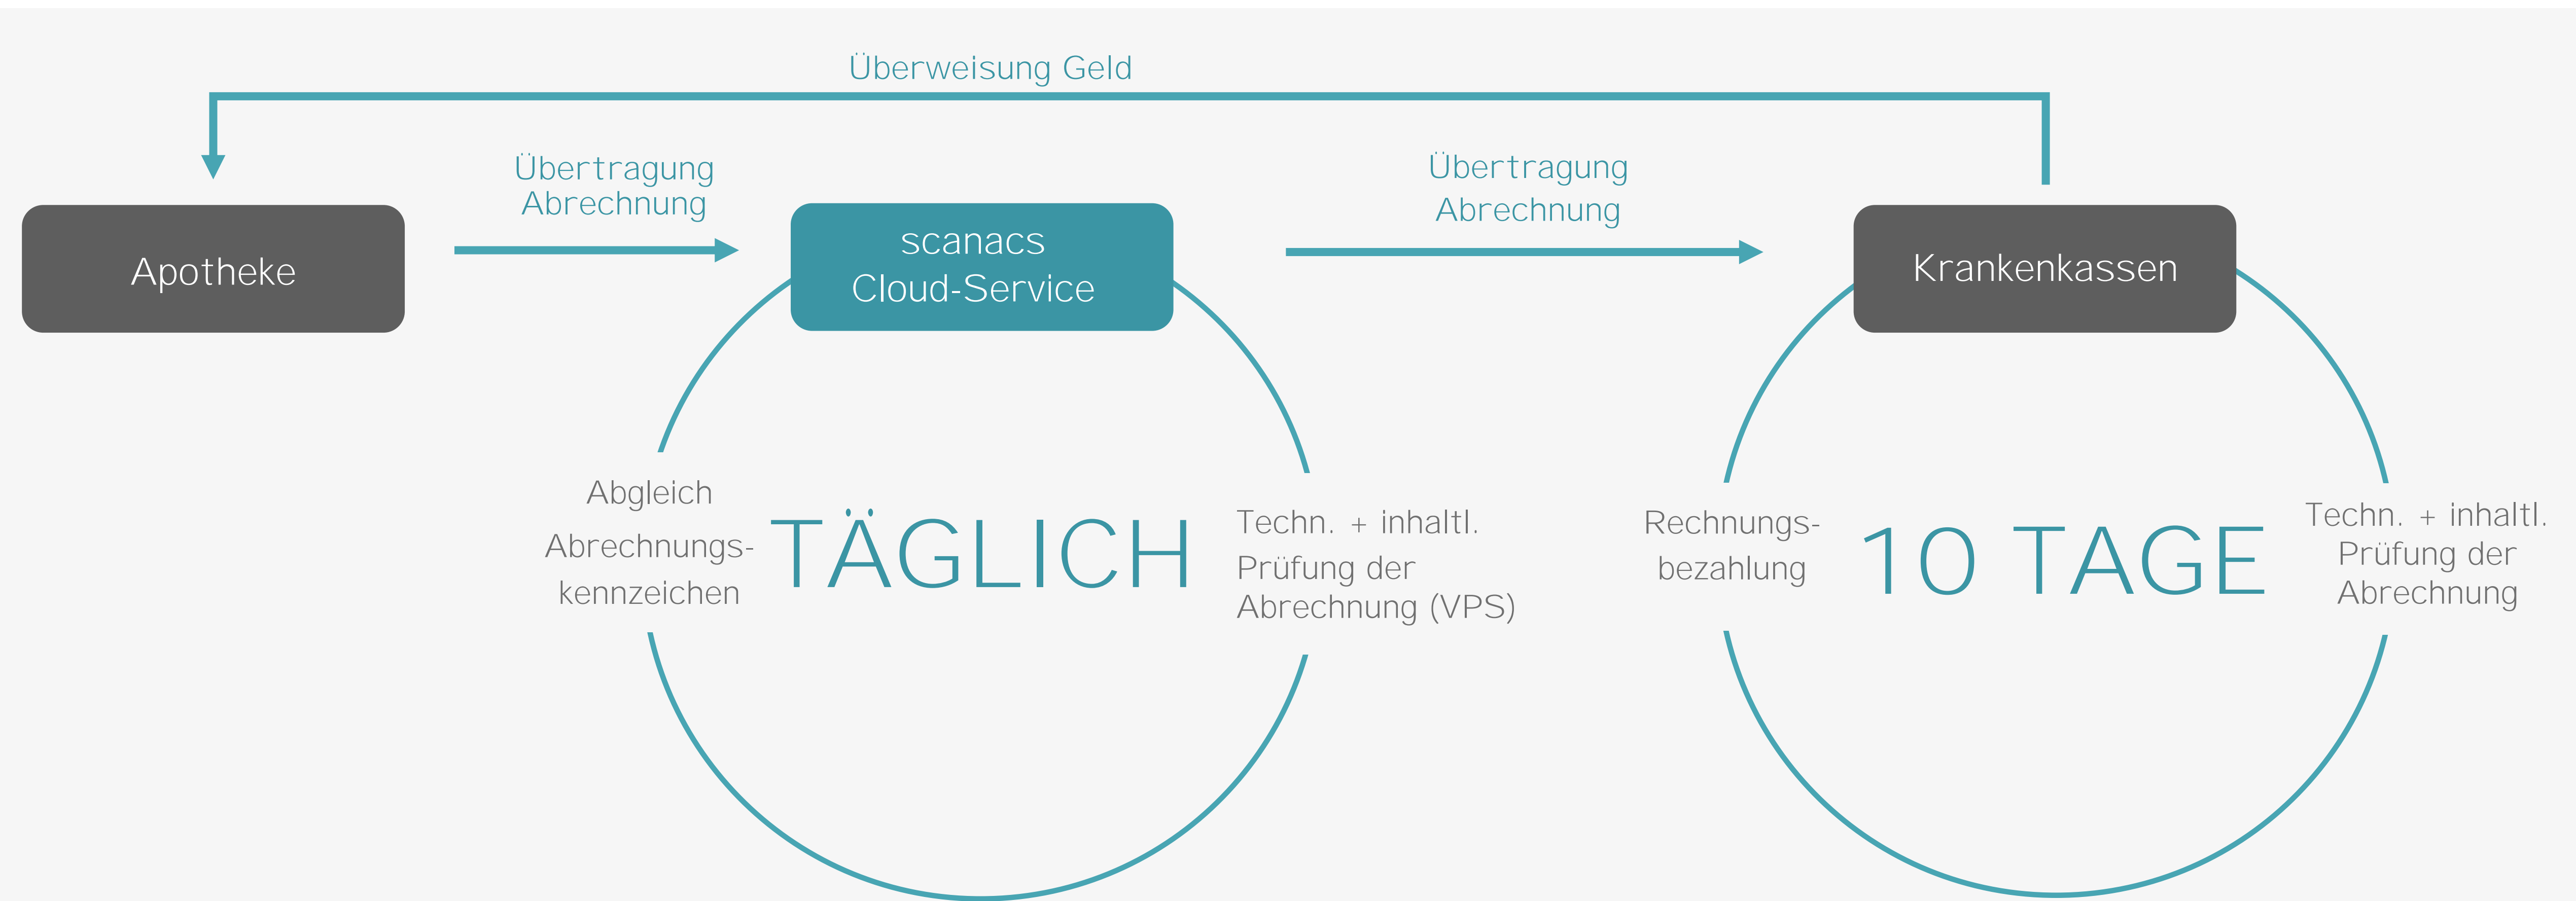 Überweisung Geld
Übertragung
Abrechnung
Übertragung
Abrechnung
Apotheke
scanacs
Cloud-Service
Krankenkassen
Abgleich
Abrechnungs-
kennzeichen
TÄGLICH
Techn. + inhaltl.
Prüfung der
Abrechnung (VPS)
Rechnungs-
bezahlung
10 TAGE
Techn. + inhaltl.
Prüfung der
Abrechnung